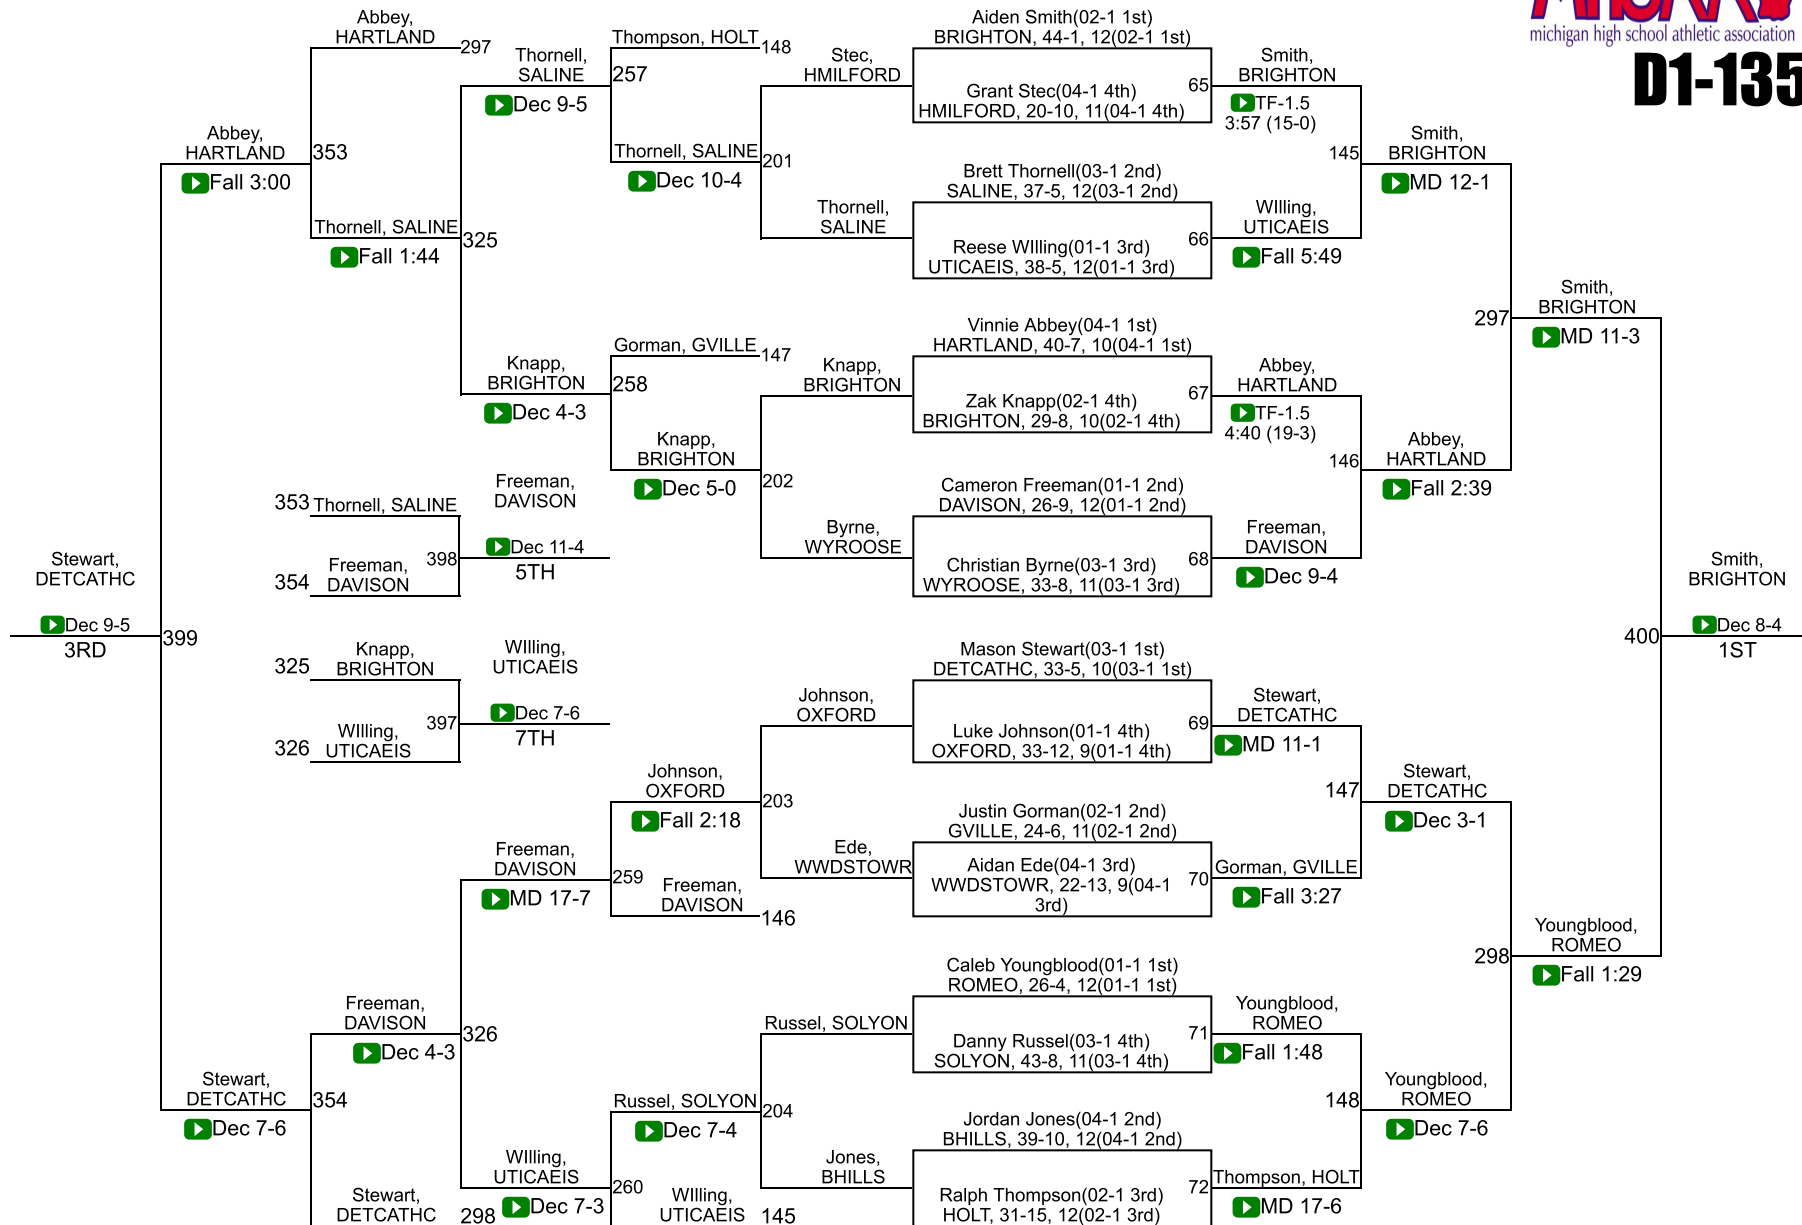 MHSAA
michigan high school athletic association
D1-135
Abbey,
HARTLAND
297
Thornell,
SALINE
Dec 9-5
257
Thompson, HOLT
148
Abbey,
HARTLAND
Fall 3:00
353
Thornell, SALINE
Fall 1:44
325
Thornell, SALINE
Dec 10-4
201
Stec,
HMILFORD
Thornell,
SALINE
Knapp,
BRIGHTON
Dec 4-3
258
Gorman, GVILLE
147
Knapp,
BRIGHTON
Dec 5-0
202
Knapp,
BRIGHTON
Byrne,
WYROOSE
353
Thornell, SALINE
354
Freeman,
DAVISON
398
Freeman,
DAVISON
Dec 11-4
5TH
Stewart,
DETCATHC
Dec 9-5
3RD
399
325
Knapp,
BRIGHTON
326
WIlling,
UTICAEIS
397
WIlling,
UTICAEIS
Dec 7-6
7TH
Johnson,
OXFORD
Fall 2:18
203
Johnson,
OXFORD
Ede,
WWDSTOWR
Freeman,
DAVISON
MD 17-7
259
Freeman,
DAVISON
146
Freeman,
DAVISON
Dec 4-3
326
Stewart,
DETCATHC
Dec 7-6
354
Russel, SOLYON
Dec 7-4
204
Russel, SOLYON
Jones,
BHILLS
WIlling,
UTICAEIS
Dec 7-3
260
WIlling,
UTICAEIS
145
Stewart,
DETCATHC
298
Aiden Smith(02-1 1st)
BRIGHTON, 44-1, 12(02-1 1st)
Grant Stec(04-1 4th)
HMILFORD, 20-10, 11(04-1 4th)
65
Smith,
BRIGHTON
TF-1.5
3:57 (15-0)
Brett Thornell(03-1 2nd)
SALINE, 37-5, 12(03-1 2nd)
Reese WIlling(01-1 3rd)
UTICAEIS, 38-5, 12(01-1 3rd)
66
WIlling,
UTICAEIS
Fall 5:49
145
Smith,
BRIGHTON
MD 12-1
Vinnie Abbey(04-1 1st)
HARTLAND, 40-7, 10(04-1 1st)
Zak Knapp(02-1 4th)
BRIGHTON, 29-8, 10(02-1 4th)
67
Abbey,
HARTLAND
TF-1.5
4:40 (19-3)
Cameron Freeman(01-1 2nd)
DAVISON, 26-9, 12(01-1 2nd)
Christian Byrne(03-1 3rd)
WYROOSE, 33-8, 11(03-1 3rd)
68
Freeman,
DAVISON
Dec 9-4
146
Abbey,
HARTLAND
Fall 2:39
297
Smith,
BRIGHTON
MD 11-3
Mason Stewart(03-1 1st)
DETCATHC, 33-5, 10(03-1 1st)
Luke Johnson(01-1 4th)
OXFORD, 33-12, 9(01-1 4th)
69
Stewart,
DETCATHC
MD 11-1
Justin Gorman(02-1 2nd)
GVILLE, 24-6, 11(02-1 2nd)
Aidan Ede(04-1 3rd)
WWDSTOWR, 22-13, 9(04-1
3rd)
70
Gorman, GVILLE
Fall 3:27
147
Stewart,
DETCATHC
Dec 3-1
Caleb Youngblood(01-1 1st)
ROMEO, 26-4, 12(01-1 1st)
Danny Russel(03-1 4th)
SOLYON, 43-8, 11(03-1 4th)
71
Youngblood,
ROMEO
Fall 1:48
Jordan Jones(04-1 2nd)
BHILLS, 39-10, 12(04-1 2nd)
Ralph Thompson(02-1 3rd)
HOLT, 31-15, 12(02-1 3rd)
72
Thompson, HOLT
MD 17-6
148
Youngblood,
ROMEO
Dec 7-6
298
Youngblood,
ROMEO
Fall 1:29
400
Smith,
BRIGHTON
Dec 8-4
1ST